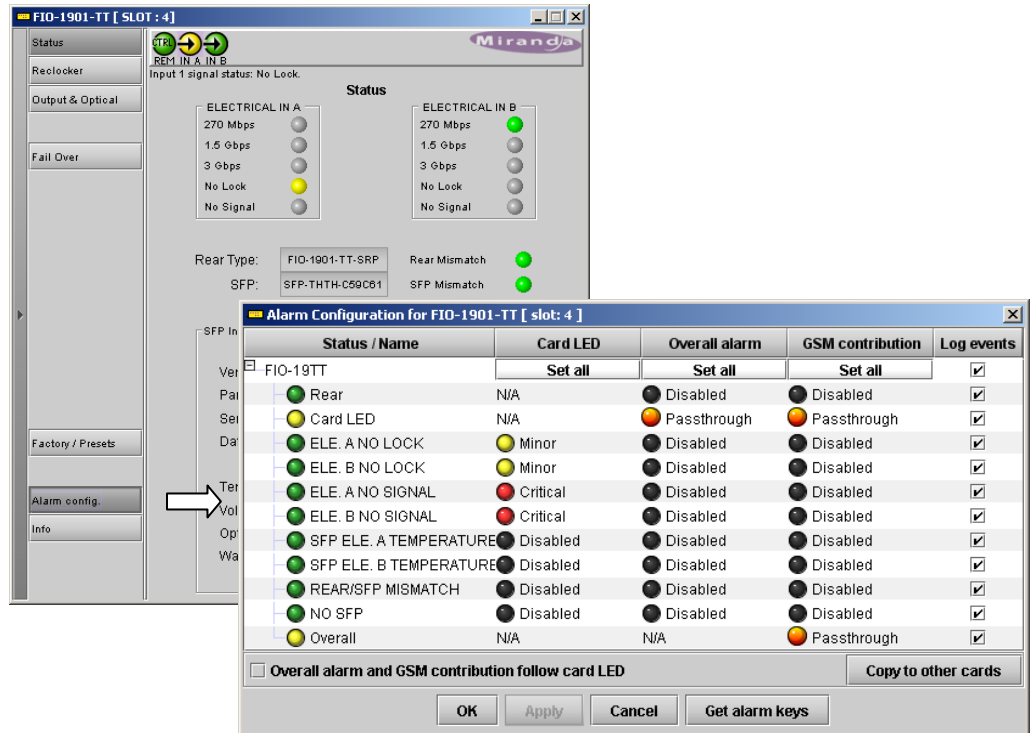 FIO-1901-TT [ SLOT : 4]
Status
Reclocker
Output & Optical
Fail Over
Factory / Presets
Alarm config.
Info
CTRL
REM IN A IN B
Miranda
Input 1 signal status: No Lock.
Status
ELECTRICAL IN A
270 Mbps
1.5 Gbps
3 Gbps
No Lock
No Signal
ELECTRICAL IN B
270 Mbps
1.5 Gbps
3 Gbps
No Lock
No Signal
Rear Type: FIO-1901-TT-SRP Rear Mismatch
SFP: SFP-THTH-C59C61 SFP Mismatch
SFP In
Ver
Par
Ser
Dat
Ter
Vol
Opt
Wa
Alarm Configuration for FIO-1901-TT [ slot: 4 ]
Status / Name Card LED Overall alarm GSM contribution Log events
FIO-19TT Set all Set all Set all
Rear N/A Disabled Disabled
Card LED N/A Passthrough Passthrough
ELE. A NO LOCK Minor Disabled Disabled
ELE. B NO LOCK Minor Disabled Disabled
ELE. A NO SIGNAL Critical Disabled Disabled
ELE. B NO SIGNAL Critical Disabled Disabled
SFP ELE. A TEMPERATURE Disabled Disabled Disabled
SFP ELE. B TEMPERATURE Disabled Disabled Disabled
REAR/SFP MISMATCH Disabled Disabled Disabled
NO SFP Disabled Disabled Disabled
Overall N/A N/A Passthrough
Overall alarm and GSM contribution follow card LED
Copy to other cards
OK Apply Cancel Get alarm keys